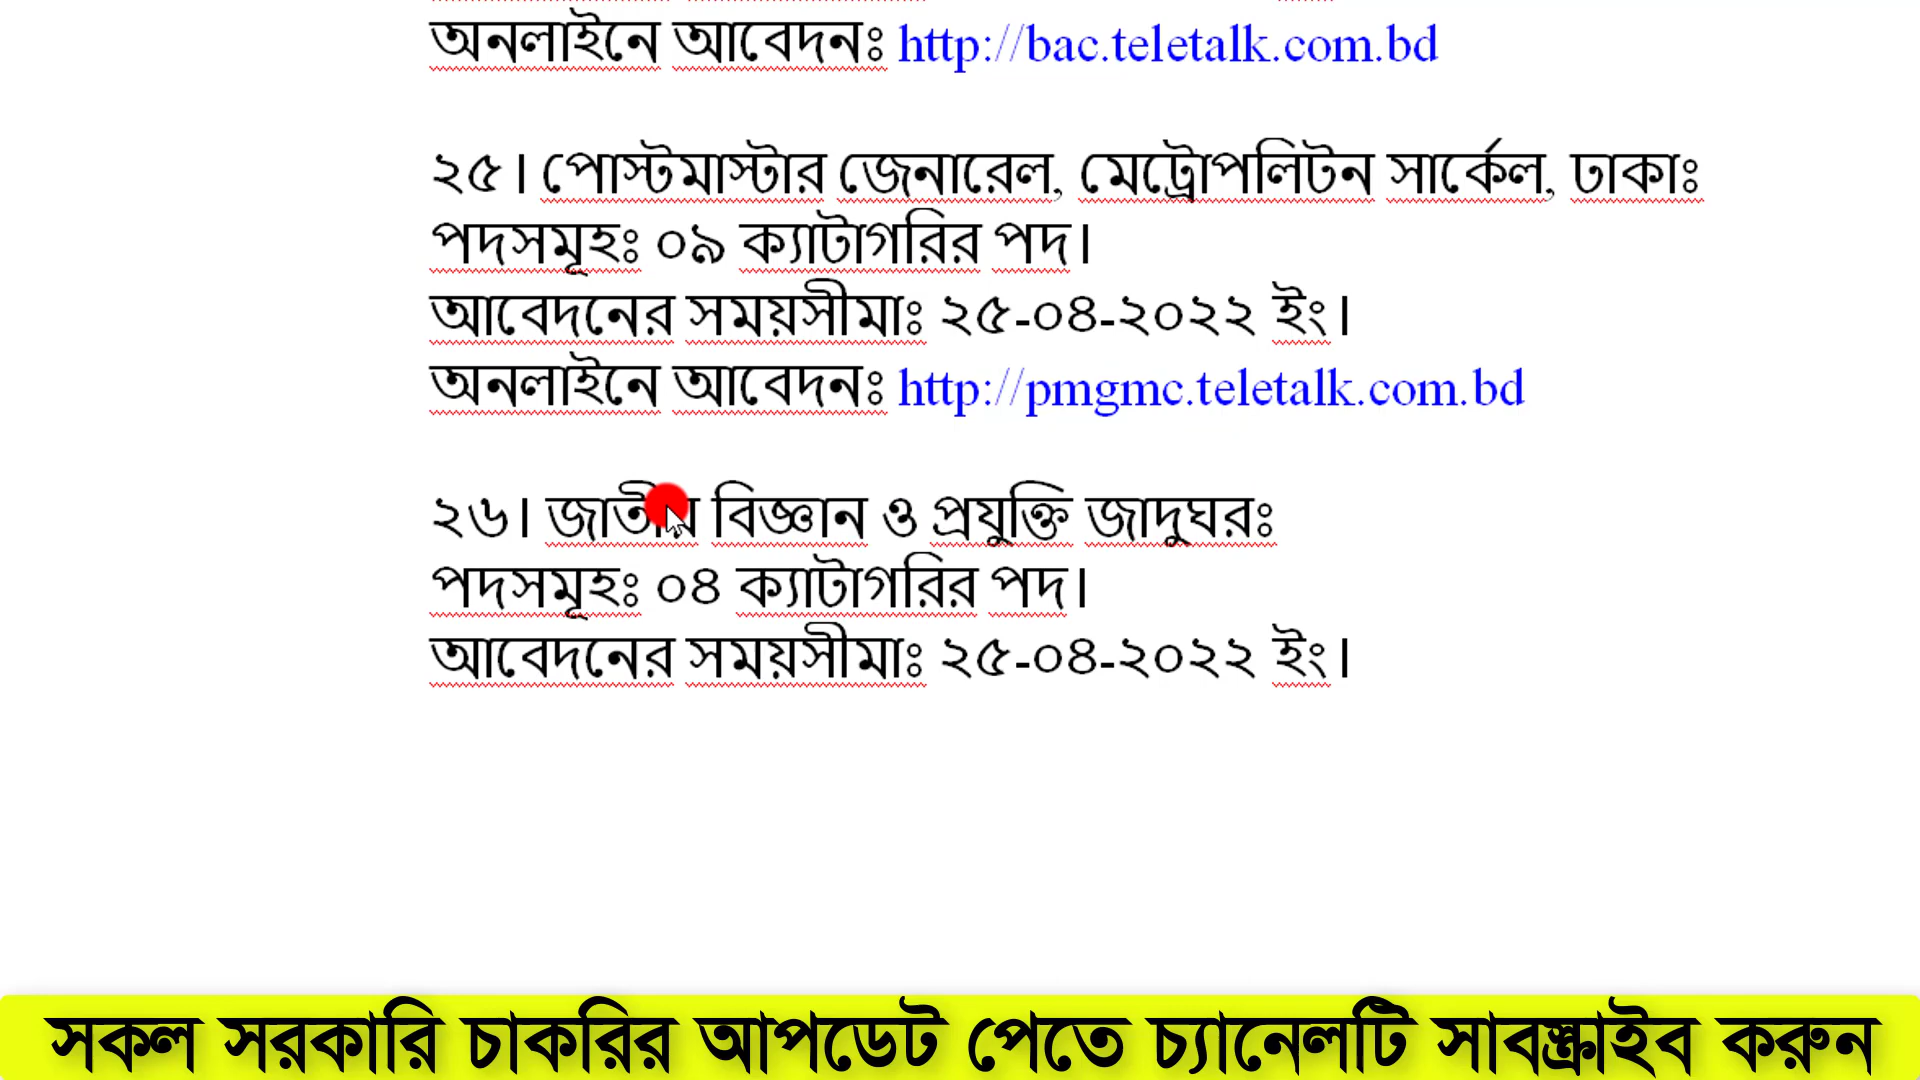 অনলাইনে আবেদনঃ http://bac.teletalk.com.bd
২৫। পোস্টমাস্টার জেনারেল, মেট্রোপলিটন সার্কেল, ঢাকাঃ
পদসমূহঃ ০৯ ক্যাটাগরির পদ।
আবেদনের সময়সীমাঃ ২৫-০৪-২০২২ ইং।
অনলাইনে আবেদনঃ http://pmgmc.teletalk.com.bd
২৬। জাতীয় বিজ্ঞান ও প্রযুক্তি জাদুঘরঃ
পদসমূহঃ ০৪ ক্যাটাগরির পদ।
আবেদনের সময়সীমাঃ ২৫-০৪-২০২২ ইং।
সকল সরকারি চাকরির আপডেট পেতে চ্যানেলটি সাবস্ক্রাইব করুন